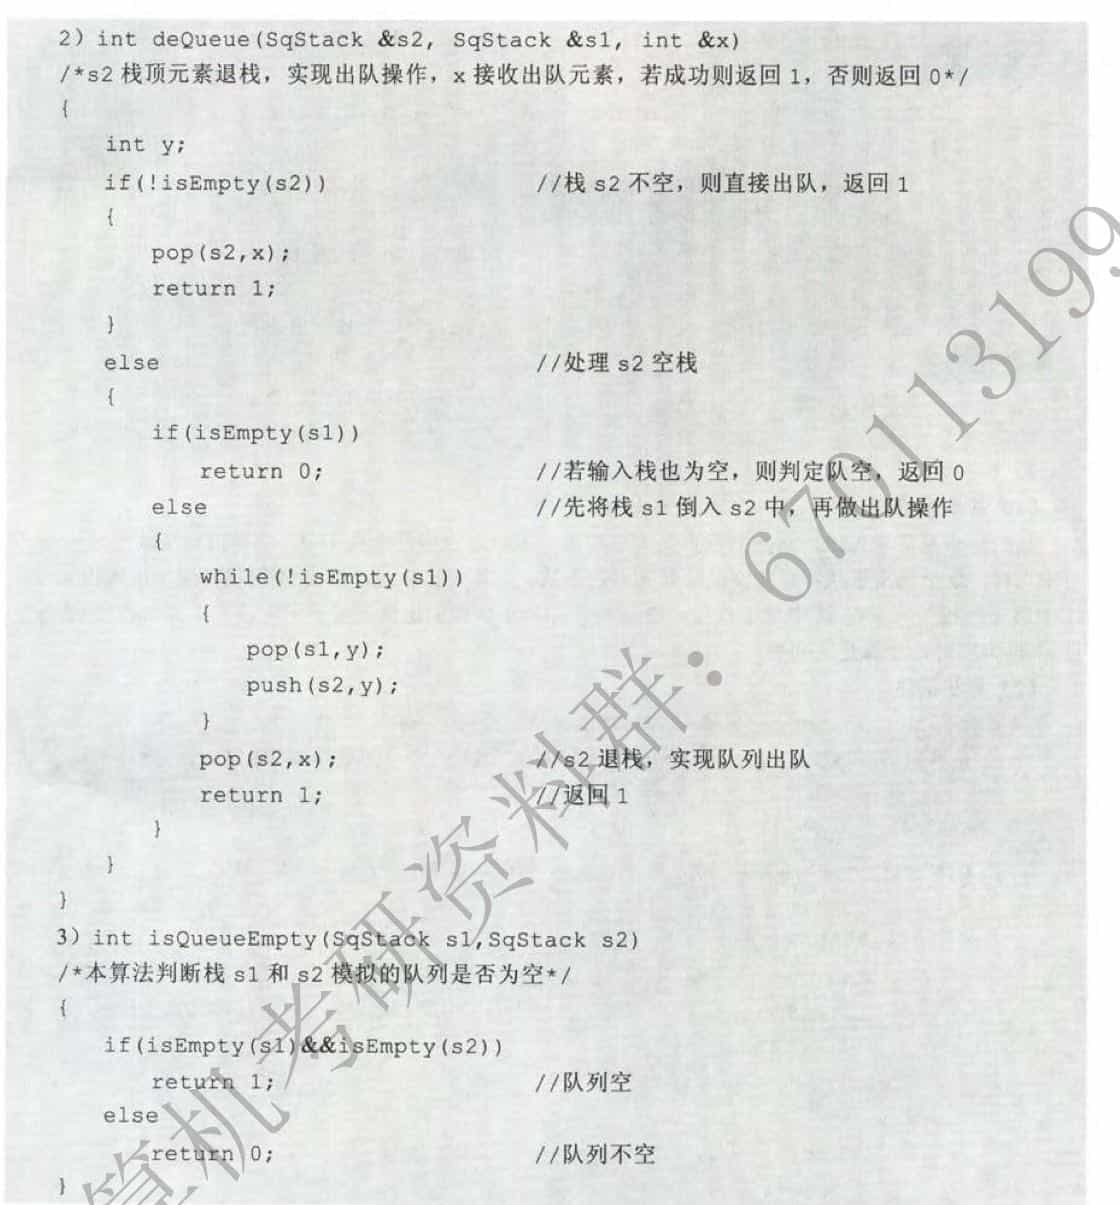 2) int deQueue(SqStack &s2, SqStack &s1, int &x)
/*s2 栈顶元素退栈，实现出队操作，x 接收出队元素，若成功则返回 1，否则返回 0*/
{
int y;
if(!isEmpty(s2)) //栈 s2 不空，则直接出队，返回 1
{
pop(s2,x);
return 1;
}
else //处理 s2 空栈
{
if(isEmpty(s1))
return 0; //若输入栈也为空，则判定队空，返回 0
else //先将栈 s1 倒入 s2 中，再做出队操作
{
while(!isEmpty(s1))
{
pop(s1,y);
push(s2,y);
}
pop(s2,x); //s2 退栈，实现队列出队
return 1; //返回 1
}
}
}
3) int isQueueEmpty(SqStack s1,SqStack s2)
/*本算法判断栈 s1 和 s2 模拟的队列是否为空*/
{
if(isEmpty(s1)&&isEmpty(s2))
return 1; //队列空
else
return 0; //队列不空
}
算机考研资料群：670113199